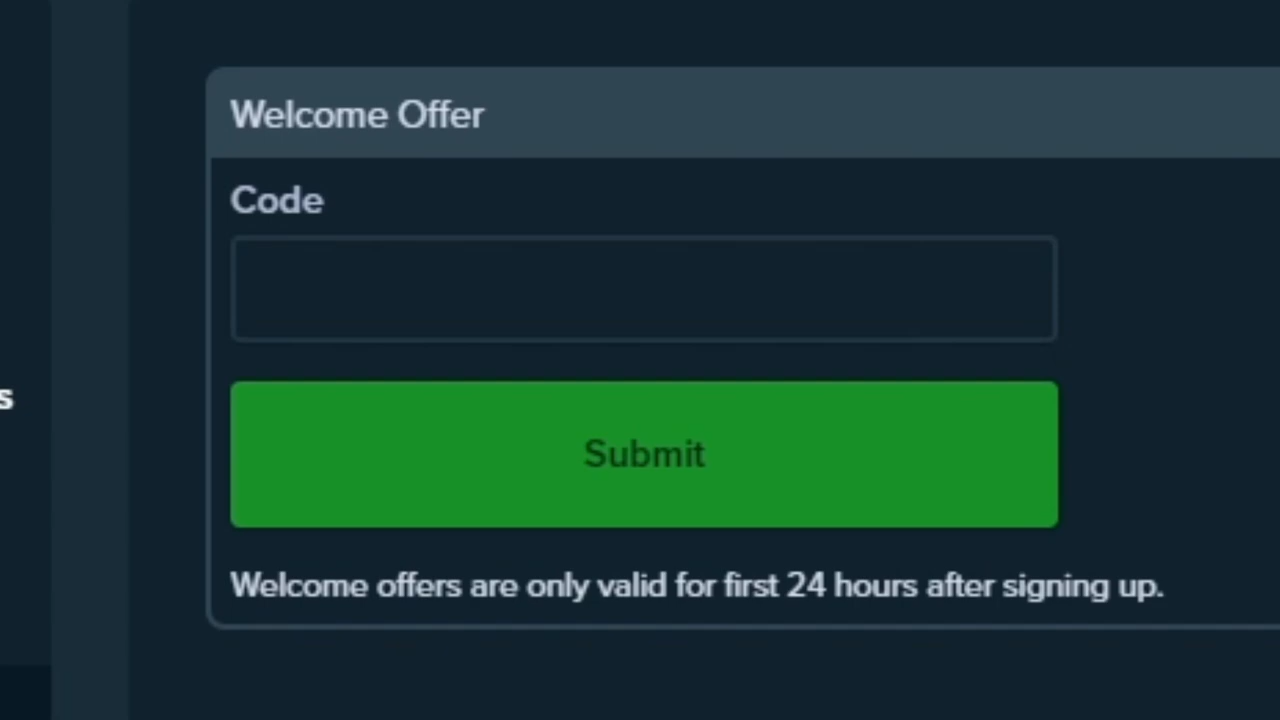 Welcome Offer
Code
s
Submit
Welcome offers are only valid for first 24 hours after signing up.